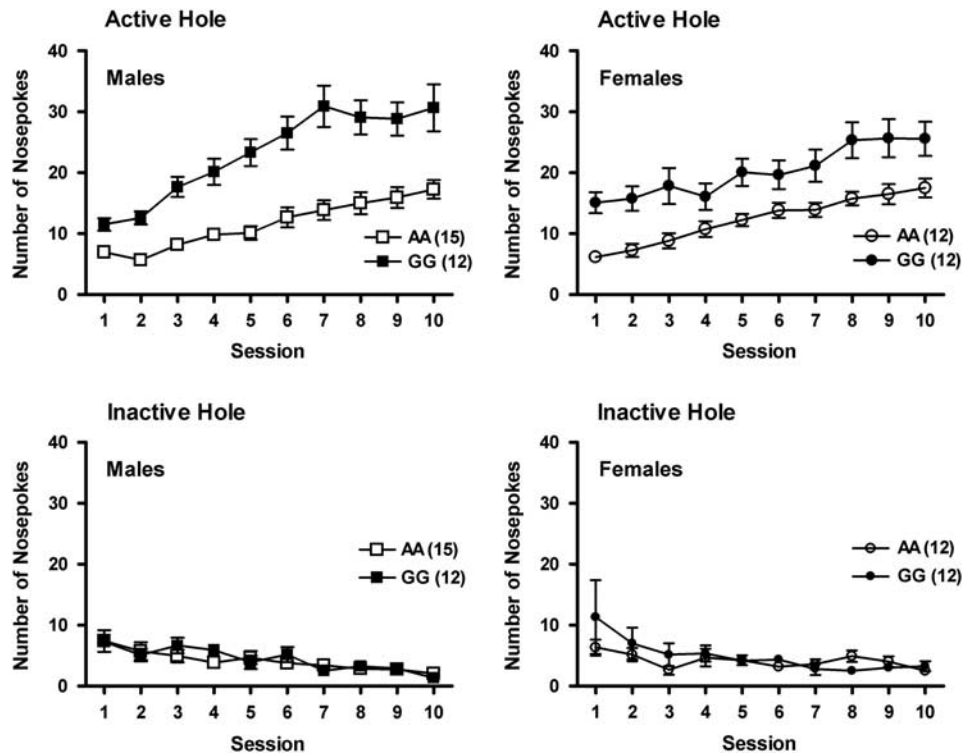 Active Hole
Number of Nosepokes
40
30
20
10
0
Males
AA (15)
GG (12)
1 2 3 4 5 6 7 8 9 10
Session
Active Hole
Number of Nosepokes
40
30
20
10
0
Females
AA (12)
GG (12)
1 2 3 4 5 6 7 8 9 10
Session
Inactive Hole
Number of Nosepokes
40
30
20
10
0
Males
AA (15)
GG (12)
1 2 3 4 5 6 7 8 9 10
Session
Inactive Hole
Number of Nosepokes
40
30
20
10
0
Females
AA (12)
GG (12)
1 2 3 4 5 6 7 8 9 10
Session